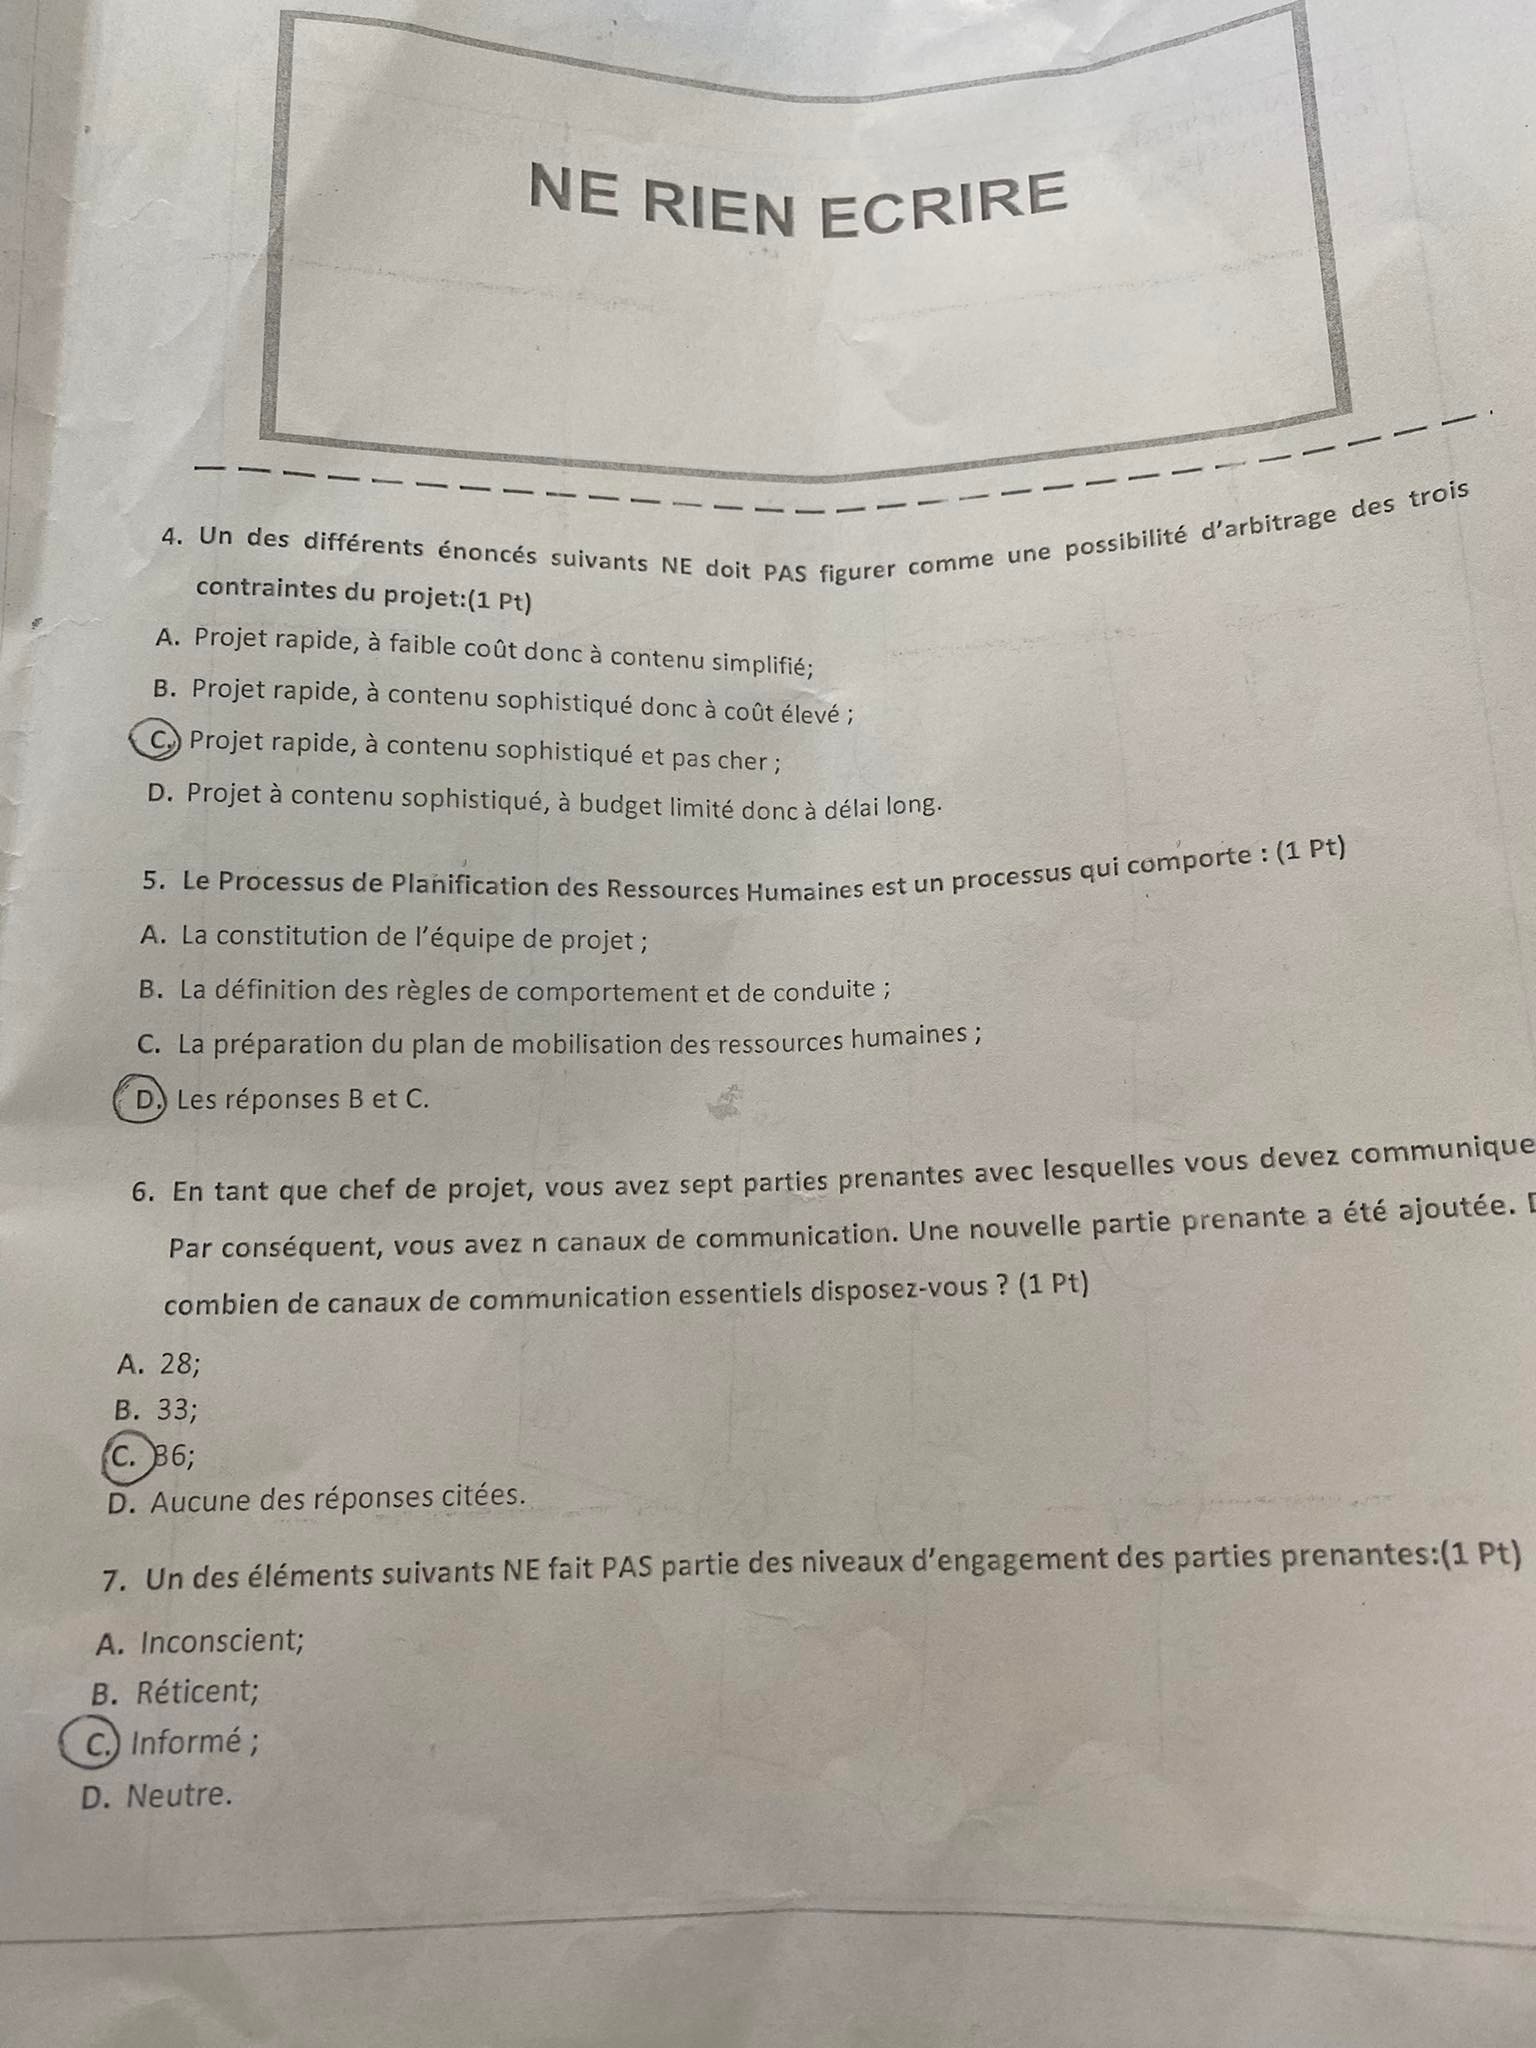 NE RIEN ECRIRE
4. Un des différents énoncés suivants NE doit PAS figurer comme une possibilité d'arbitrage des trois
contraintes du projet:(1 Pt)
A. Projet rapide, à faible coût donc à contenu simplifié;
B. Projet rapide, à contenu sophistiqué donc à coût élevé ;
C. Projet rapide, à contenu sophistiqué et pas cher ;
D. Projet à contenu sophistiqué, à budget limité donc à délai long.
5. Le Processus de Planification des Ressources Humaines est un processus qui comporte : (1 Pt)
A. La constitution de l'équipe de projet ;
B. La définition des règles de comportement et de conduite ;
C. La préparation du plan de mobilisation des ressources humaines ;
D. Les réponses B et C.
6. En tant que chef de projet, vous avez sept parties prenantes avec lesquelles vous devez communique
Par conséquent, vous avez n canaux de communication. Une nouvelle partie prenante a été ajoutée.
combien de canaux de communication essentiels disposez-vous ? (1 Pt)
A. 28;
B. 33;
C. 36;
D. Aucune des réponses citées.
7. Un des éléments suivants NE fait PAS partie des niveaux d'engagement des parties prenantes:(1 Pt)
A. Inconscient;
B. Réticent;
C. Informé ;
D. Neutre.